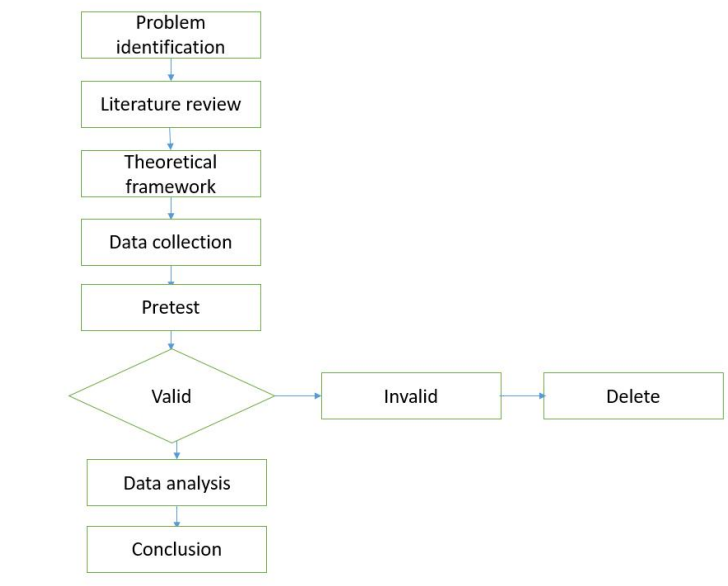 Problem
identification
Literature review
Theoretical
framework
Data collection
Pretest
Valid
Invalid
Delete
Data analysis
Conclusion